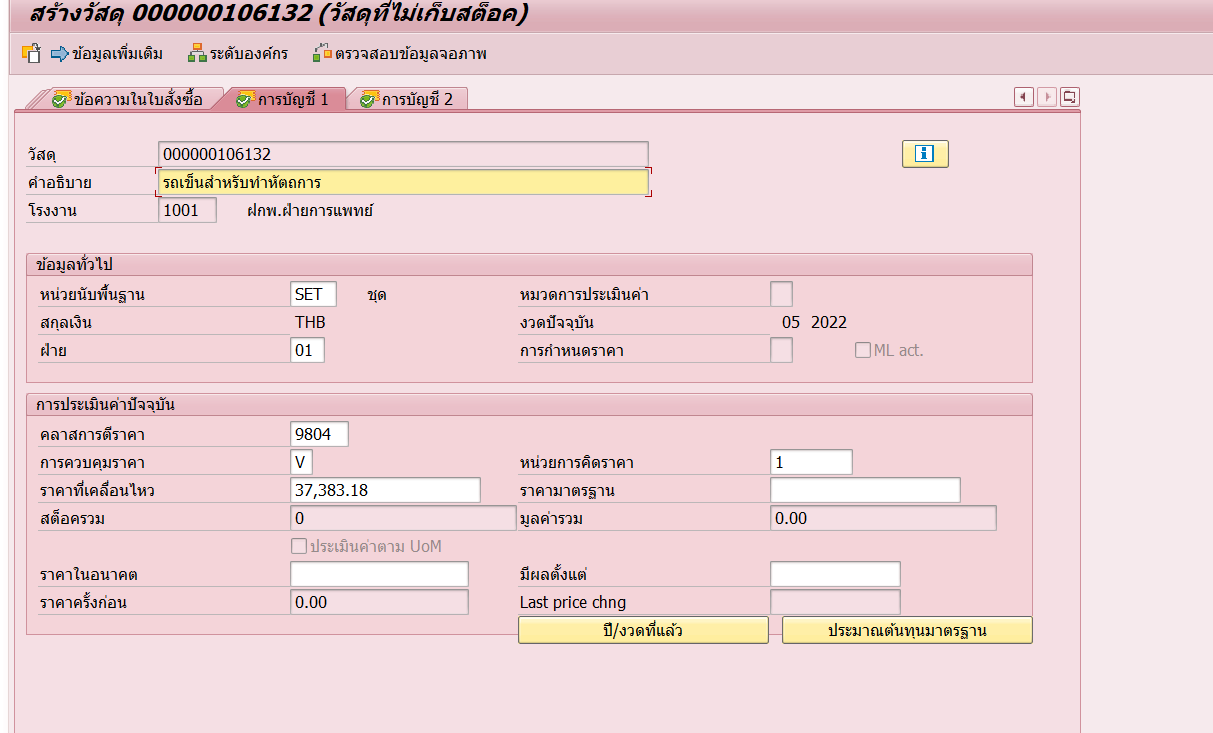 สร้างวัสดุ 000000106132 (วัสดุที่ไม่เก็บสต็อค)
ข้อมูลเพิ่มเติม ระดับองค์กร ตรวจสอบข้อมูลจอภาพ
ข้อความในใบสั่งซื้อ การบัญชี 1 การบัญชี 2
วัสดุ 000000106132
คำอธิบาย รถเข็นสำหรับทำหัตถการ
โรงงาน 1001 ฝกพ.ฝ่ายการแพทย์
ข้อมูลทั่วไป
หน่วยนับพื้นฐาน SET ชุด หมวดการประเมินค่า
สกุลเงิน THB งวดปัจจุบัน 05 2022
ฝ่าย 01 การกำหนดราคา ML act.
การประเมินค่าปัจจุบัน
คลาสการตีราคา 9804
การควบคุมราคา V หน่วยการคิดราคา 1
ราคาที่เคลื่อนไหว 37,383.18 ราคามาตรฐาน
สต็อครวม 0 มูลค่ารวม 0.00
ประเมินค่าตาม UoM
ราคาในอนาคต มีผลตั้งแต่
ราคาครั้งก่อน 0.00 Last price chng
ปี/งวดที่แล้ว ประมาณต้นทุนมาตรฐาน